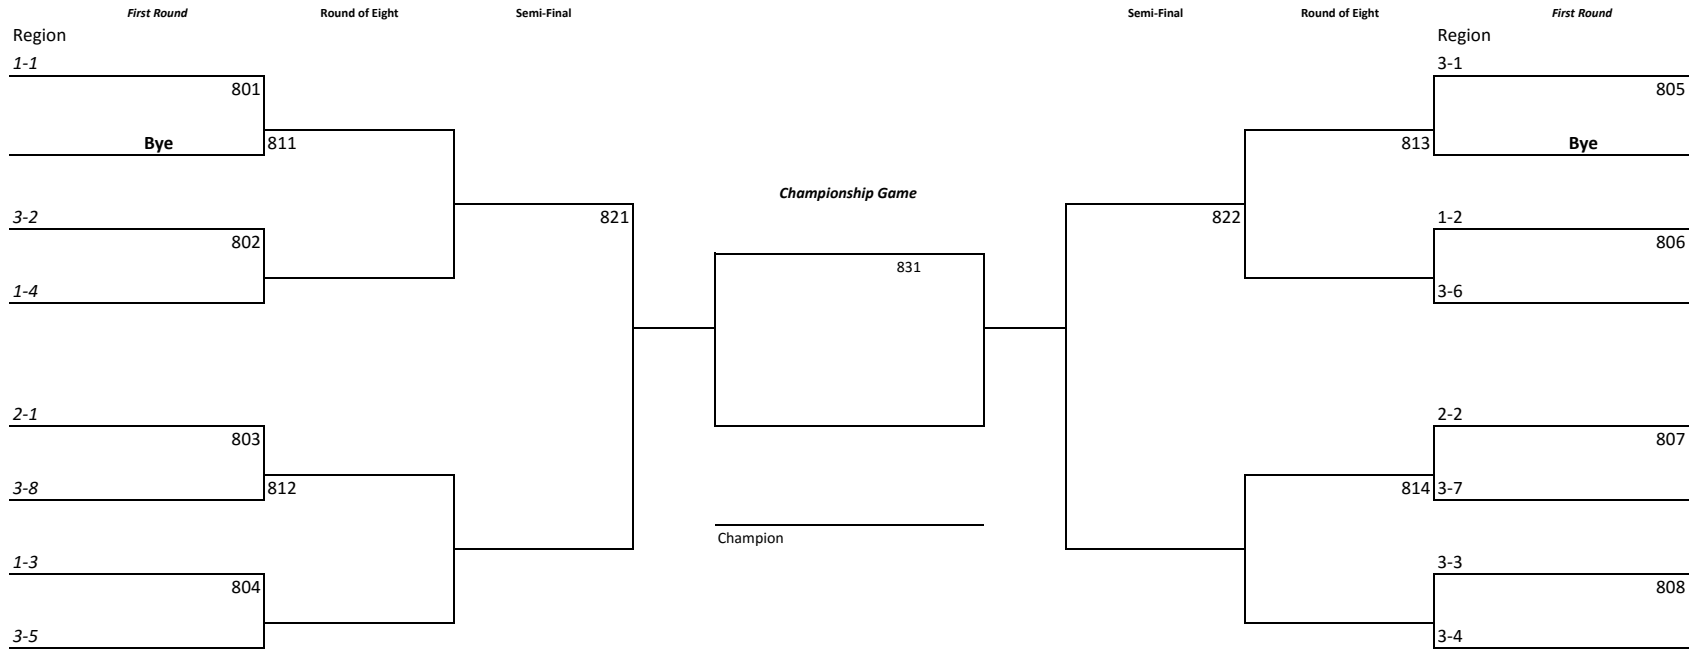 First Round Round of Eight Semi-Final Semi-Final Round of Eight First Round
Region Region
1-1 3-1
801 805
Bye 811 813 Bye
Championship Game
3-2 821 822 1-2
802 806
831
1-4 3-6
2-1 2-2
803 807
3-8 812 814 3-7
Champion
1-3 3-3
804 808
3-5 3-4